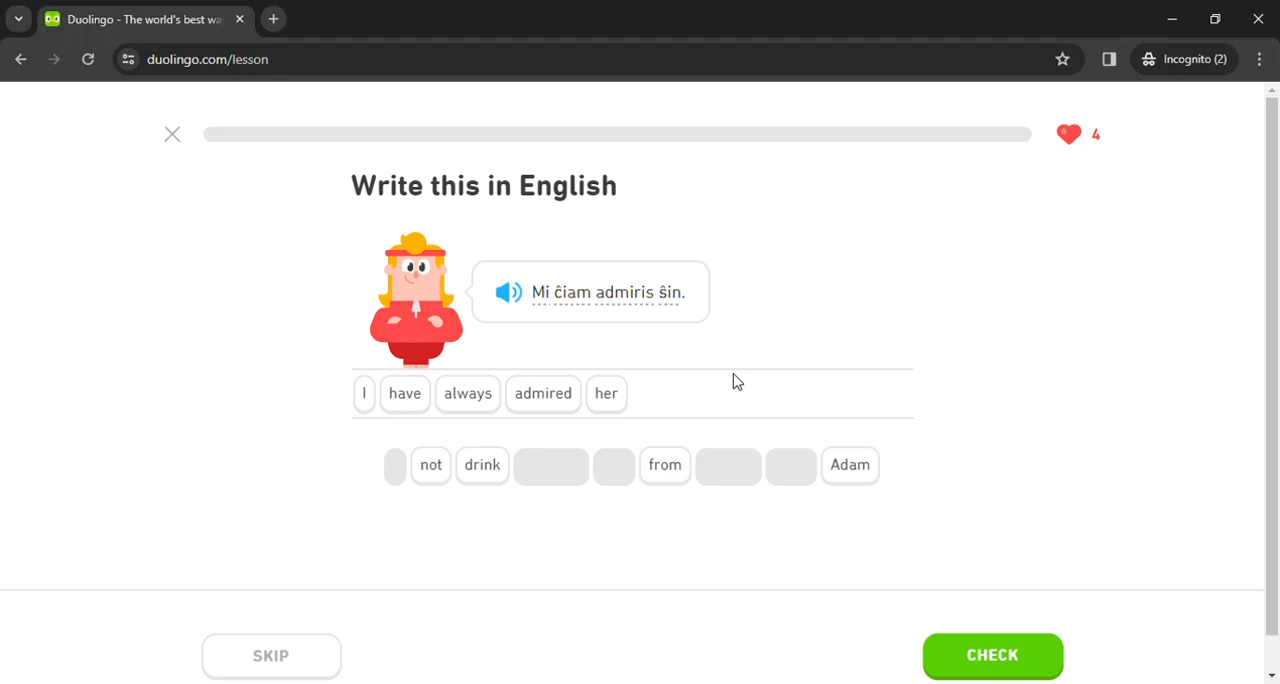 Duolingo - The world's best wa
duolingo.com/lesson
Incognito (2)
4
Write this in English
Mi ĉiam admiris ŝin.
I have always admired her
not drink from Adam
SKIP CHECK